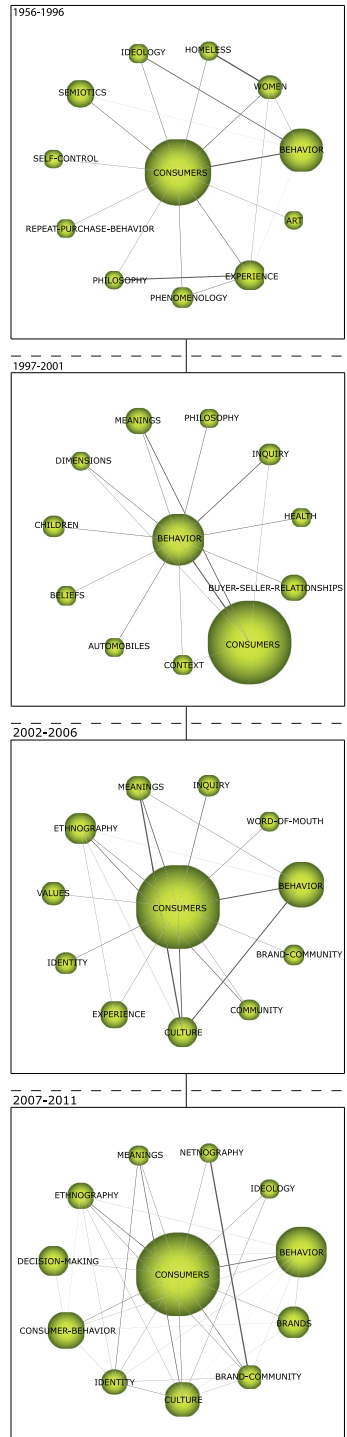 1956-1996
IDEOLOGY
HOMELESS
WOMEN
SEMIOTICS
BEHAVIOR
SELF-CONTROL
CONSUMERS
ART
REPEAT-PURCHASE-BEHAVIOR
PHILOSOPHY
EXPERIENCE
PHENOMENOLOGY
1997-2001
MEANINGS
PHILOSOPHY
DIMENSIONS
INQUIRY
CHILDREN
HEALTH
BEHAVIOR
BUYER-SELLER-RELATIONSHIPS
BELIEFS
AUTOMOBILES
CONSUMERS
CONTEXT
2002-2006
MEANINGS
INQUIRY
ETHNOGRAPHY
WORD-OF-MOUTH
BEHAVIOR
VALUES
CONSUMERS
BRAND-COMMUNITY
IDENTITY
EXPERIENCE
COMMUNITY
CULTURE
2007-2011
MEANINGS
NETNOGRAPHY
ETHNOGRAPHY
IDEOLOGY
BEHAVIOR
DECISION-MAKING
CONSUMERS
BRANDS
CONSUMER-BEHAVIOR
IDENTITY
BRAND-COMMUNITY
CULTURE